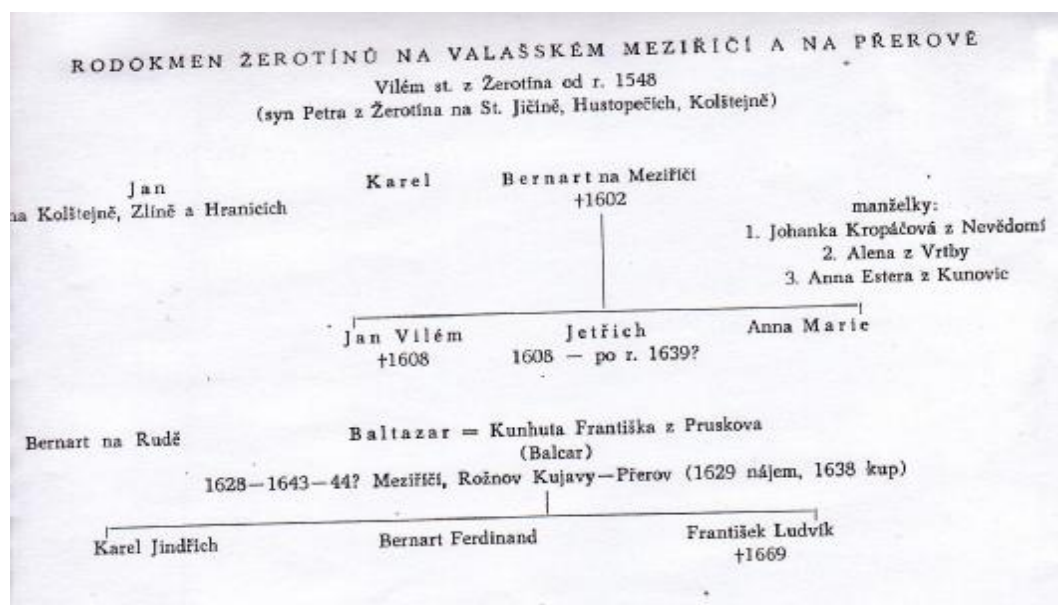 RODOKMEN ŽEROTÍNŮ NA VALAŠSKÉM MEZIŘÍČÍ A NA PŘEROVĚ
Vilém st. z Žerotína od r. 1548
(syn Petra z Žerotína na St. Jičíně, Hustopečích, Kolštejně)
Jan
na Kolštejně, Zlíně a Hranicích
Karel
Bernart na Meziříčí
†1602
manželky:
1. Johanka Kropáčová z Nevědomí
2. Alena z Vrtby
3. Anna Estera z Kunovic
Jan Vilém
†1608
Jetřich
1608 — po r. 1639?
Anna Marie
Bernart na Rudě
Baltazar = Kunhuta Františka z Pruskova
(Balcar)
1628—1643—44? Meziříčí, Rožnov Kujavy—Přerov (1629 nájem, 1638 kup)
Karel Jindřich
Bernart Ferdinand
František Ludvík
†1669